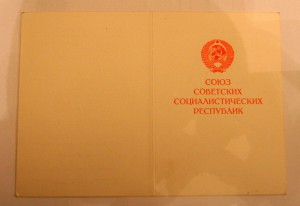 СОЮЗ
СОВЕТСКИХ
СОЦИАЛИСТИЧЕСКИХ
РЕСПУБЛИК